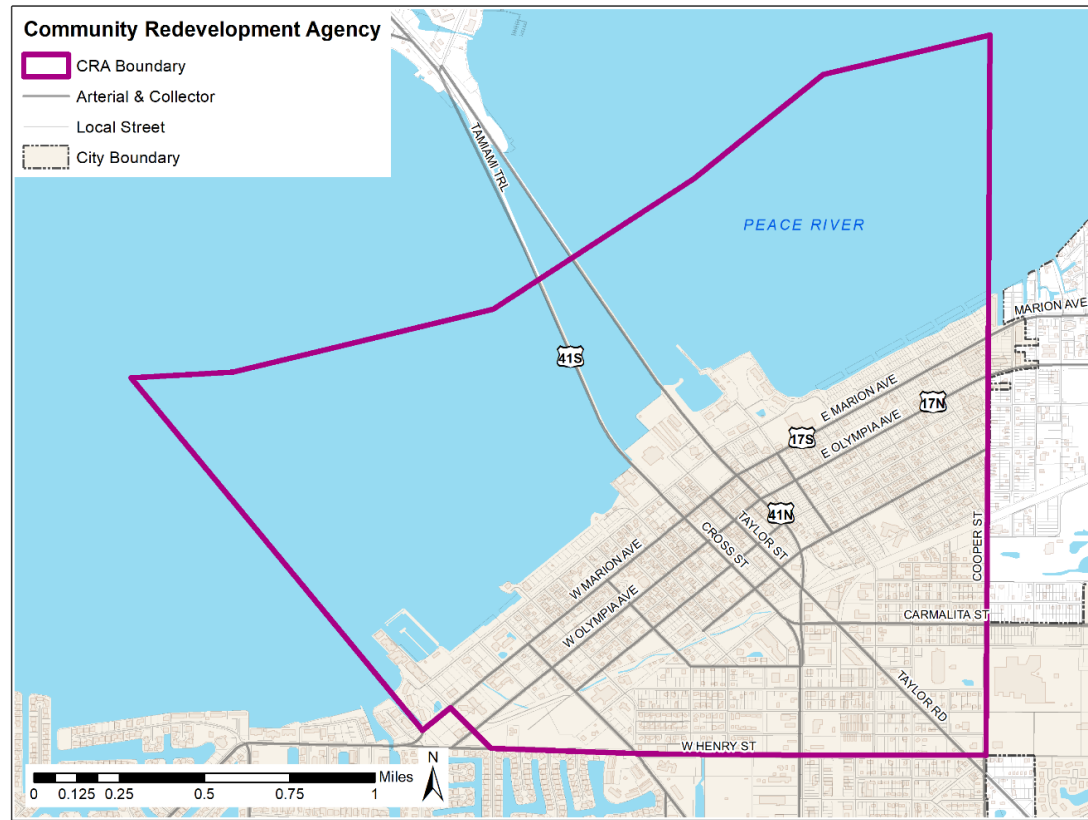 Community Redevelopment Agency
CRA Boundary
Arterial & Collector
Local Street
City Boundary
TAMIAMI TRL
PEACE RIVER
MARION AVE
41S
E MARION AVE
17N
17S
E OLYMPIA AVE
41N
TAYLOR ST
CROSS ST
COOPER ST
W MARION AVE
W OLYMPIA AVE
CARMALITA ST
TAYLOR RD
W HENRY ST
N
Miles
0 0.125 0.25 0.5 0.75 1